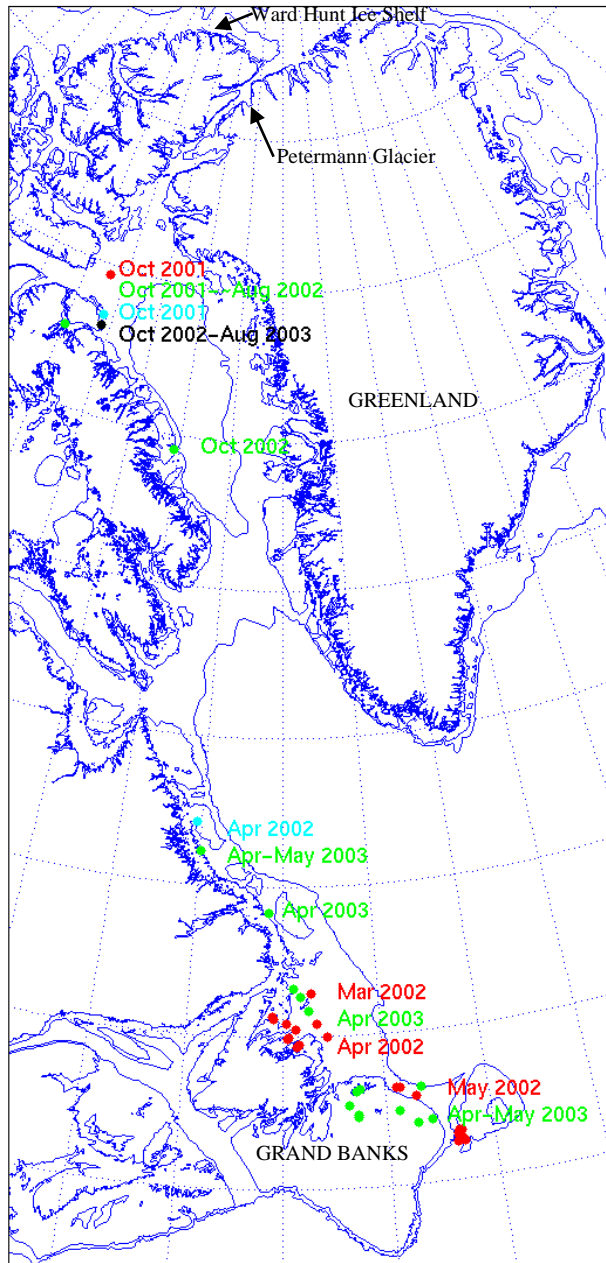 Ward Hunt Ice Shelf
Petermann Glacier
Oct 2001
Oct 2001--Aug 2002
Oct 2001
Oct 2002-Aug 2003
GREENLAND
Oct 2002
Apr 2002
Apr-May 2003
Apr 2003
Mar 2002
Apr 2003
Apr 2002
May 2002
Apr-May 2003
GRAND BANKS